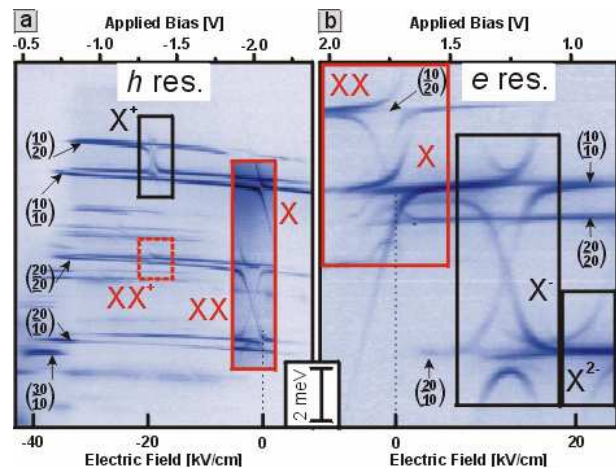 a
Applied Bias [V]
-0.5 -1.0 -1.5 -2.0
h res.
X+
(10/20)
(10/10)
X
(20/20)
XX+
XX
(20/10)
(30/10)
2 meV
-40 -20 0
Electric Field [kV/cm]
b
Applied Bias [V]
2.0 1.5 1.0
e res.
XX
(10/20)
X
(10/10)
(20/20)
X-
X2-
(20/10)
0 20
Electric Field [kV/cm]